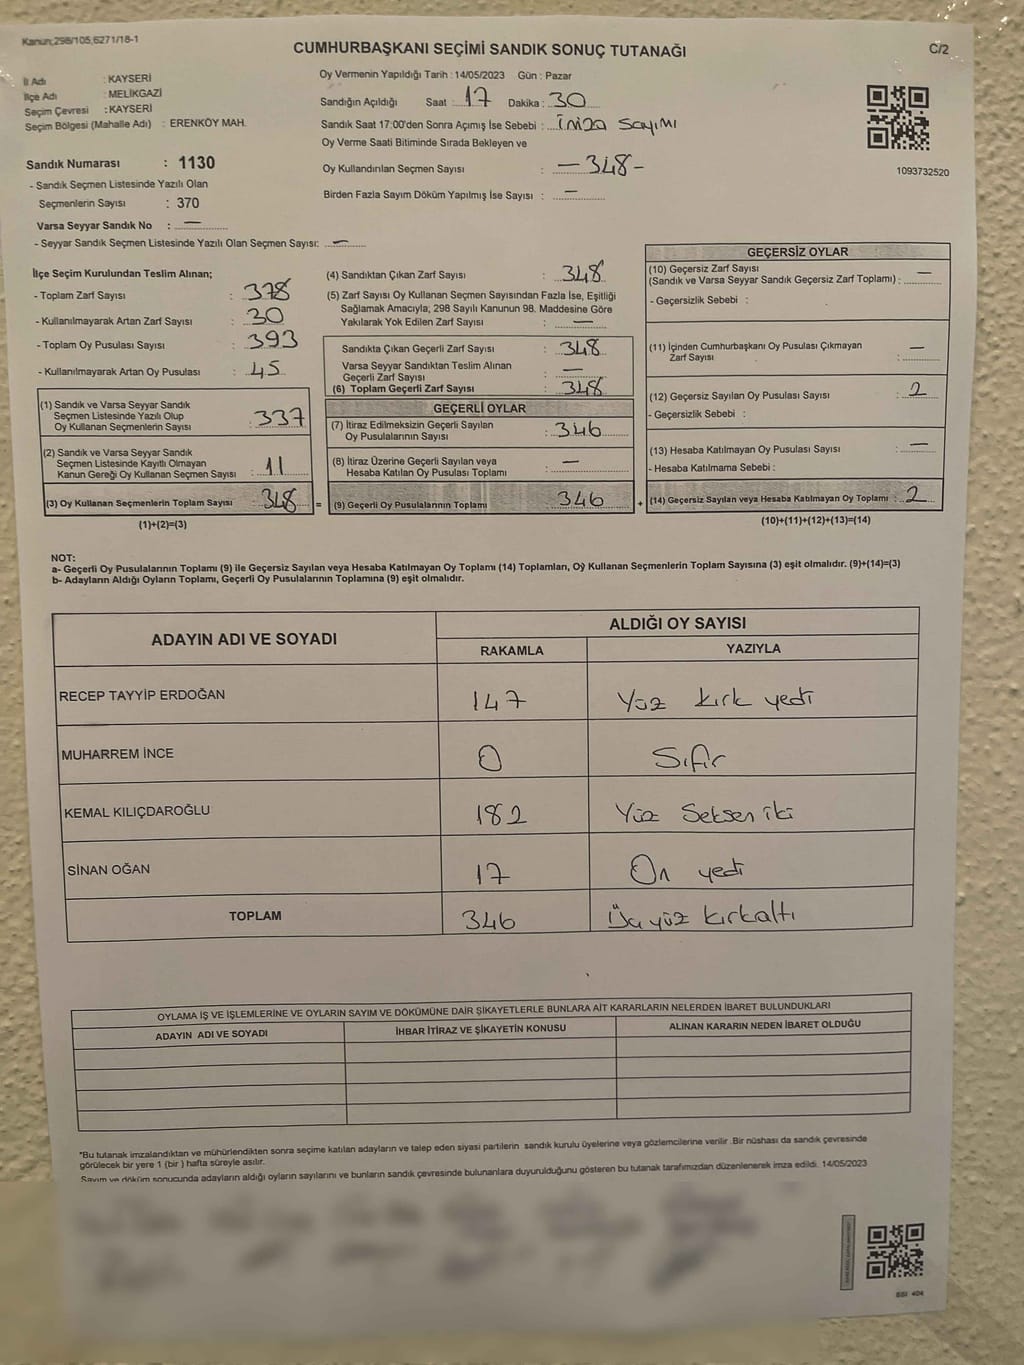 Kanun;298/105,6271/18-1
CUMHURBAŞKANI SEÇİMİ SANDIK SONUÇ TUTANAĞI
C/2
İl Adı : KAYSERİ
İlçe Adı : MELİKGAZİ
Seçim Çevresi : KAYSERİ
Seçim Bölgesi (Mahalle Adı) : ERENKÖY MAH.
Oy Vermenin Yapıldığı Tarih : 14/05/2023 Gün : Pazar
Sandığın Açıldığı Saat : 17 Dakika : 30
Sandık Saat 17:00'den Sonra Açımış İse Sebebi : İmza sayımı
Oy Verme Saati Bitiminde Sırada Bekleyen ve
Oy Kullandırılan Seçmen Sayısı : -348-
Birden Fazla Sayım Döküm Yapılmış İse Sayısı : -
1093732520
Sandık Numarası : 1130
- Sandık Seçmen Listesinde Yazılı Olan
Seçmenlerin Sayısı : 370
Varsa Seyyar Sandık No : -
- Seyyar Sandık Seçmen Listesinde Yazılı Olan Seçmen Sayısı: -
İlçe Seçim Kurulundan Teslim Alınan;
- Toplam Zarf Sayısı : 378
- Kullanılmayarak Artan Zarf Sayısı : 30
- Toplam Oy Pusulası Sayısı : 393
- Kullanılmayarak Artan Oy Pusulası : 45
(1) Sandık ve Varsa Seyyar Sandık
Seçmen Listesinde Yazılı Olup
Oy Kullanan Seçmenlerin Sayısı : 337
(2) Sandık ve Varsa Seyyar Sandık
Seçmen Listesinde Kayıtlı Olmayan
Kanun Gereği Oy Kullanan Seçmen Sayısı : 11
(3) Oy Kullanan Seçmenlerin Toplam Sayısı : 348 =
(1)+(2)=(3)
(4) Sandıktan Çıkan Zarf Sayısı : 348
(5) Zarf Sayısı Oy Kullanan Seçmen Sayısından Fazla İse, Eşitliği
Sağlamak Amacıyla; 298 Sayılı Kanunun 98. Maddesine Göre
Yakılarak Yok Edilen Zarf Sayısı : -
Sandıkta Çıkan Geçerli Zarf Sayısı : 348
Varsa Seyyar Sandıktan Teslim Alınan
Geçerli Zarf Sayısı : -
(6) Toplam Geçerli Zarf Sayısı : 348
GEÇERLİ OYLAR
(7) İtiraz Edilmeksizin Geçerli Sayılan
Oy Pusulalarının Sayısı : 346
(8) İtiraz Üzerine Geçerli Sayılan veya
Hesaba Katılan Oy Pusulası Toplamı : -
(9) Geçerli Oy Pusulalarının Toplamı 346 +
GEÇERSİZ OYLAR
(10) Geçersiz Zarf Sayısı
(Sandık ve Varsa Seyyar Sandık Geçersiz Zarf Toplamı) : -
- Geçersizlik Sebebi :
(11) İçinden Cumhurbaşkanı Oy Pusulası Çıkmayan
Zarf Sayısı : -
(12) Geçersiz Sayılan Oy Pusulası Sayısı : 2
- Geçersizlik Sebebi :
(13) Hesaba Katılmayan Oy Pusulası Sayısı : -
- Hesaba Katılmama Sebebi :
(14) Geçersiz Sayılan veya Hesaba Katılmayan Oy Toplamı : 2
(10)+(11)+(12)+(13)=(14)
NOT:
a- Geçerli Oy Pusulalarının Toplamı (9) ile Geçersiz Sayılan veya Hesaba Katılmayan Oy Toplamı (14) Toplamları, Oy Kullanan Seçmenlerin Toplam Sayısına (3) eşit olmalıdır. (9)+(14)=(3)
b- Adayların Aldığı Oyların Toplamı, Geçerli Oy Pusulalarının Toplamına (9) eşit olmalıdır.
ADAYIN ADI VE SOYADI
ALDIĞI OY SAYISI
RAKAMLA YAZIYLA
RECEP TAYYİP ERDOĞAN 147 Yüz kırk yedi
MUHARREM İNCE 0 Sıfır
KEMAL KILIÇDAROĞLU 182 Yüz Seksen iki
SİNAN OĞAN 17 On yedi
TOPLAM 346 Üç yüz kırkaltı
OYLAMA İŞ VE İŞLEMLERİNE VE OYLARIN SAYIM VE DÖKÜMÜNE DAİR ŞİKAYETLERLE BUNLARA AİT KARARLARIN NELERDEN İBARET BULUNDUKLARI
ADAYIN ADI VE SOYADI İHBAR İTİRAZ VE ŞİKAYETİN KONUSU ALINAN KARARIN NEDEN İBARET OLDUĞU
*Bu tutanak imzalandıktan ve mühürlendikten sonra seçime katılan adayların ve talep eden siyasi partilerin sandık kurulu üyelerine veya gözlemcilerine verilir .Bir nüshası da sandık çevresinde
görülecek bir yere 1 (bir) hafta süreyle asılır.
Sayım ve döküm sonucunda adayların aldığı oyların sayılarını ve bunların sandık çevresinde bulunanlara duyurulduğunu gösteren bu tutanak tarafımızdan düzenlenerek imza edildi. 14/05/2023
SSI 404